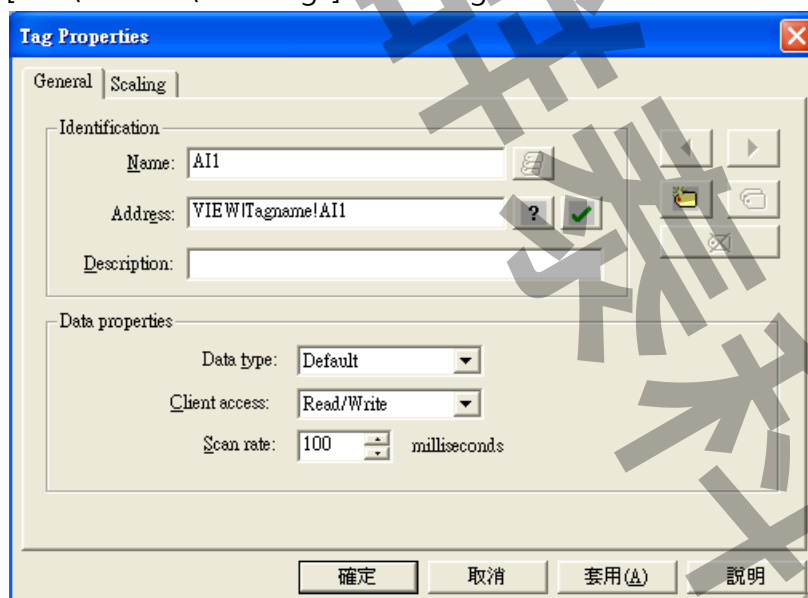 Tag Properties
General Scaling
Identification
Name: AI1
Address: VIEW|Tagname!AI1 ?
Description:
Data properties
Data type: Default
Client access: Read/Write
Scan rate: 100 milliseconds
確定 取消 套用(A) 說明